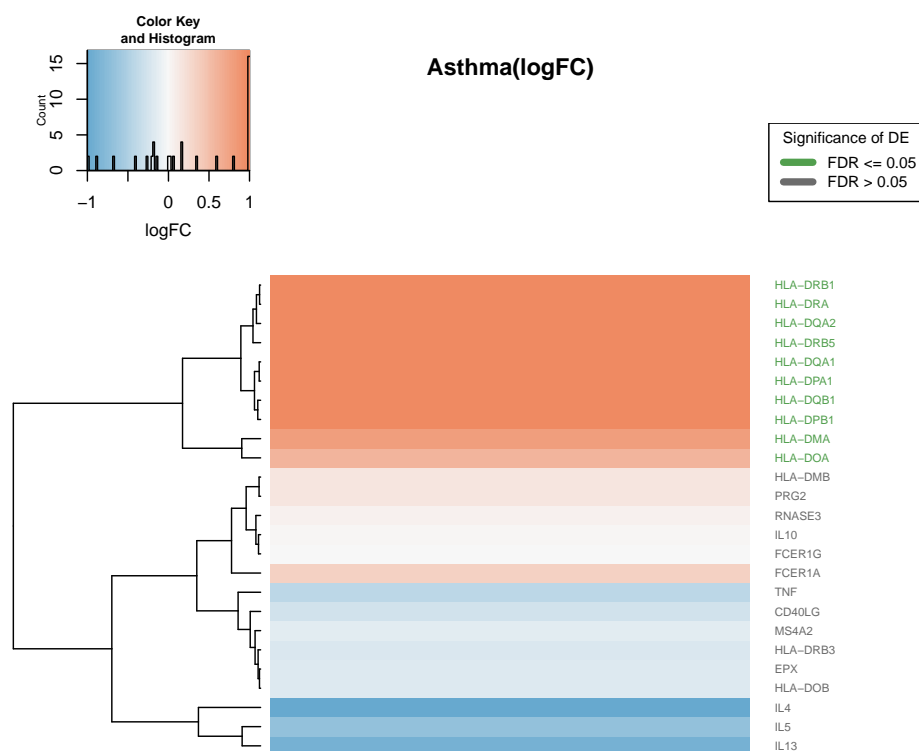 Color Key
and Histogram
Count
0
5
10
15
−1
0
0.5
1
logFC
Asthma(logFC)
Significance of DE
FDR <= 0.05
FDR > 0.05
HLA−DRB1
HLA−DRA
HLA−DQA2
HLA−DRB5
HLA−DQA1
HLA−DPA1
HLA−DQB1
HLA−DPB1
HLA−DMA
HLA−DOA
HLA−DMB
PRG2
RNASE3
IL10
FCER1G
FCER1A
TNF
CD40LG
MS4A2
HLA−DRB3
EPX
HLA−DOB
IL4
IL5
IL13